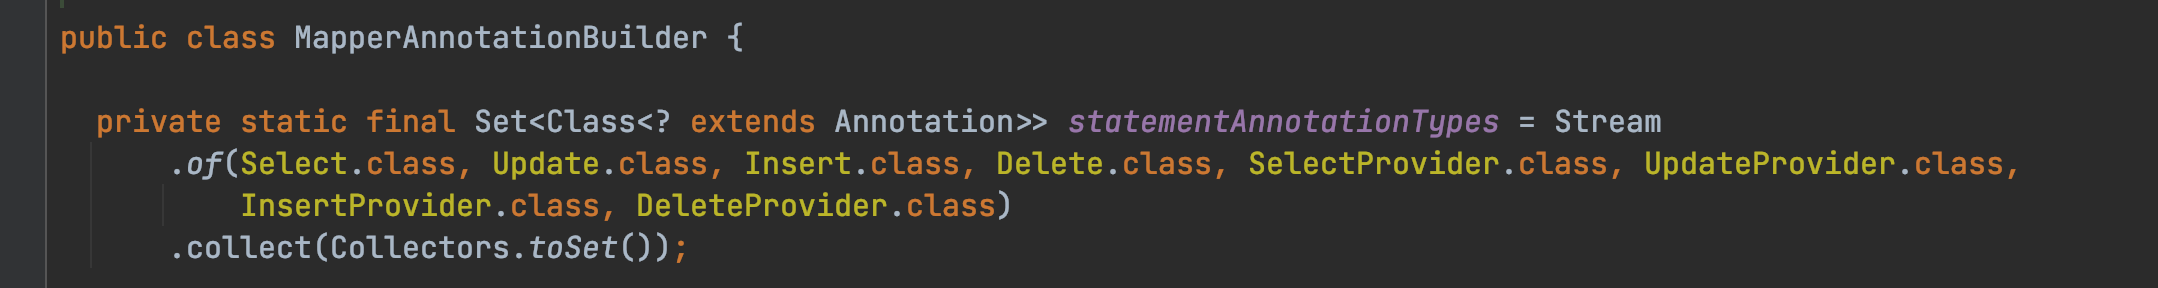 public class MapperAnnotationBuilder {
private static final Set<Class<? extends Annotation>> statementAnnotationTypes = Stream
.of(Select.class, Update.class, Insert.class, Delete.class, SelectProvider.class, UpdateProvider.class,
InsertProvider.class, DeleteProvider.class)
.collect(Collectors.toSet());